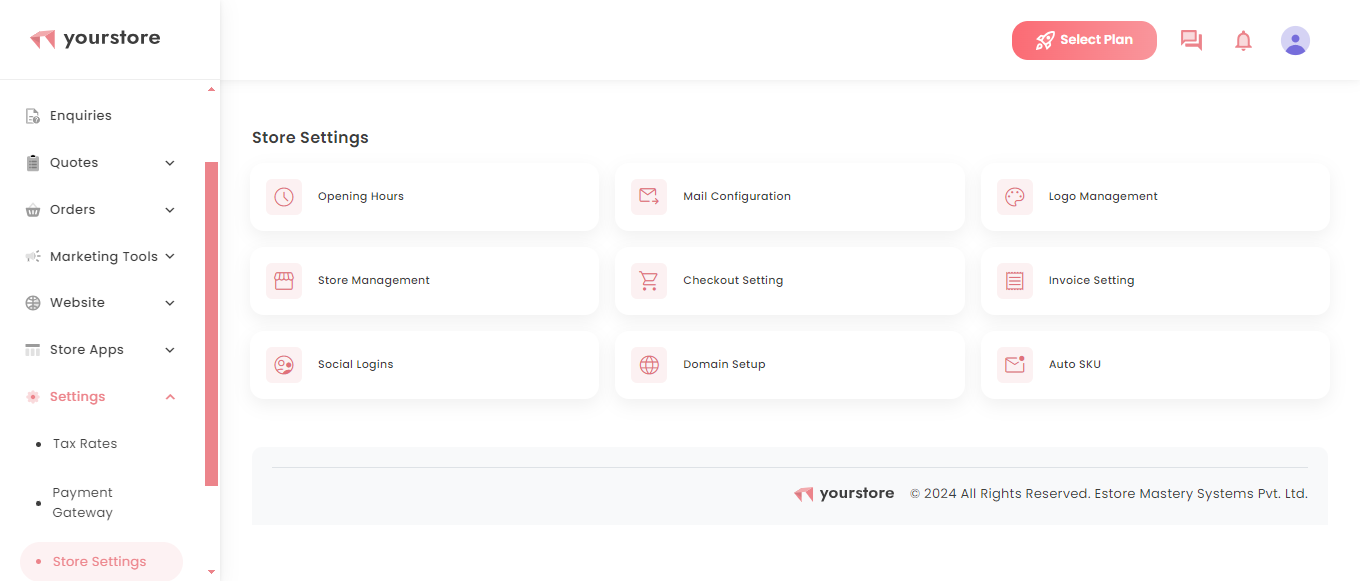 yourstore
Select Plan
Enquiries
Quotes
Orders
Marketing Tools
Website
Store Apps
Settings
Tax Rates
Payment
Gateway
Store Settings
Store Settings
Opening Hours
Mail Configuration
Logo Management
Store Management
Checkout Setting
Invoice Setting
Social Logins
Domain Setup
Auto SKU
yourstore © 2024 All Rights Reserved. Estore Mastery Systems Pvt. Ltd.